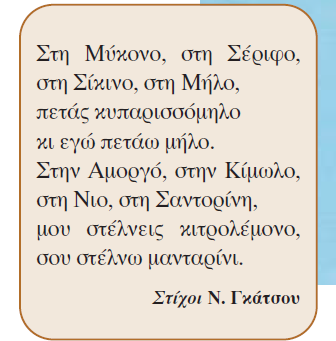 Στη Μύκονο, στη Σέριφο,
στη Σίκινο, στη Μήλο,
πετάς κυπαρισσόμηλο
κι εγώ πετάω μήλο.
Στην Αμοργό, στην Κίμωλο,
στη Νιο, στη Σαντορίνη,
μου στέλνεις κιτρολέμονο,
σου στέλνω μανταρίνι.
Στίχοι Ν. Γκάτσου